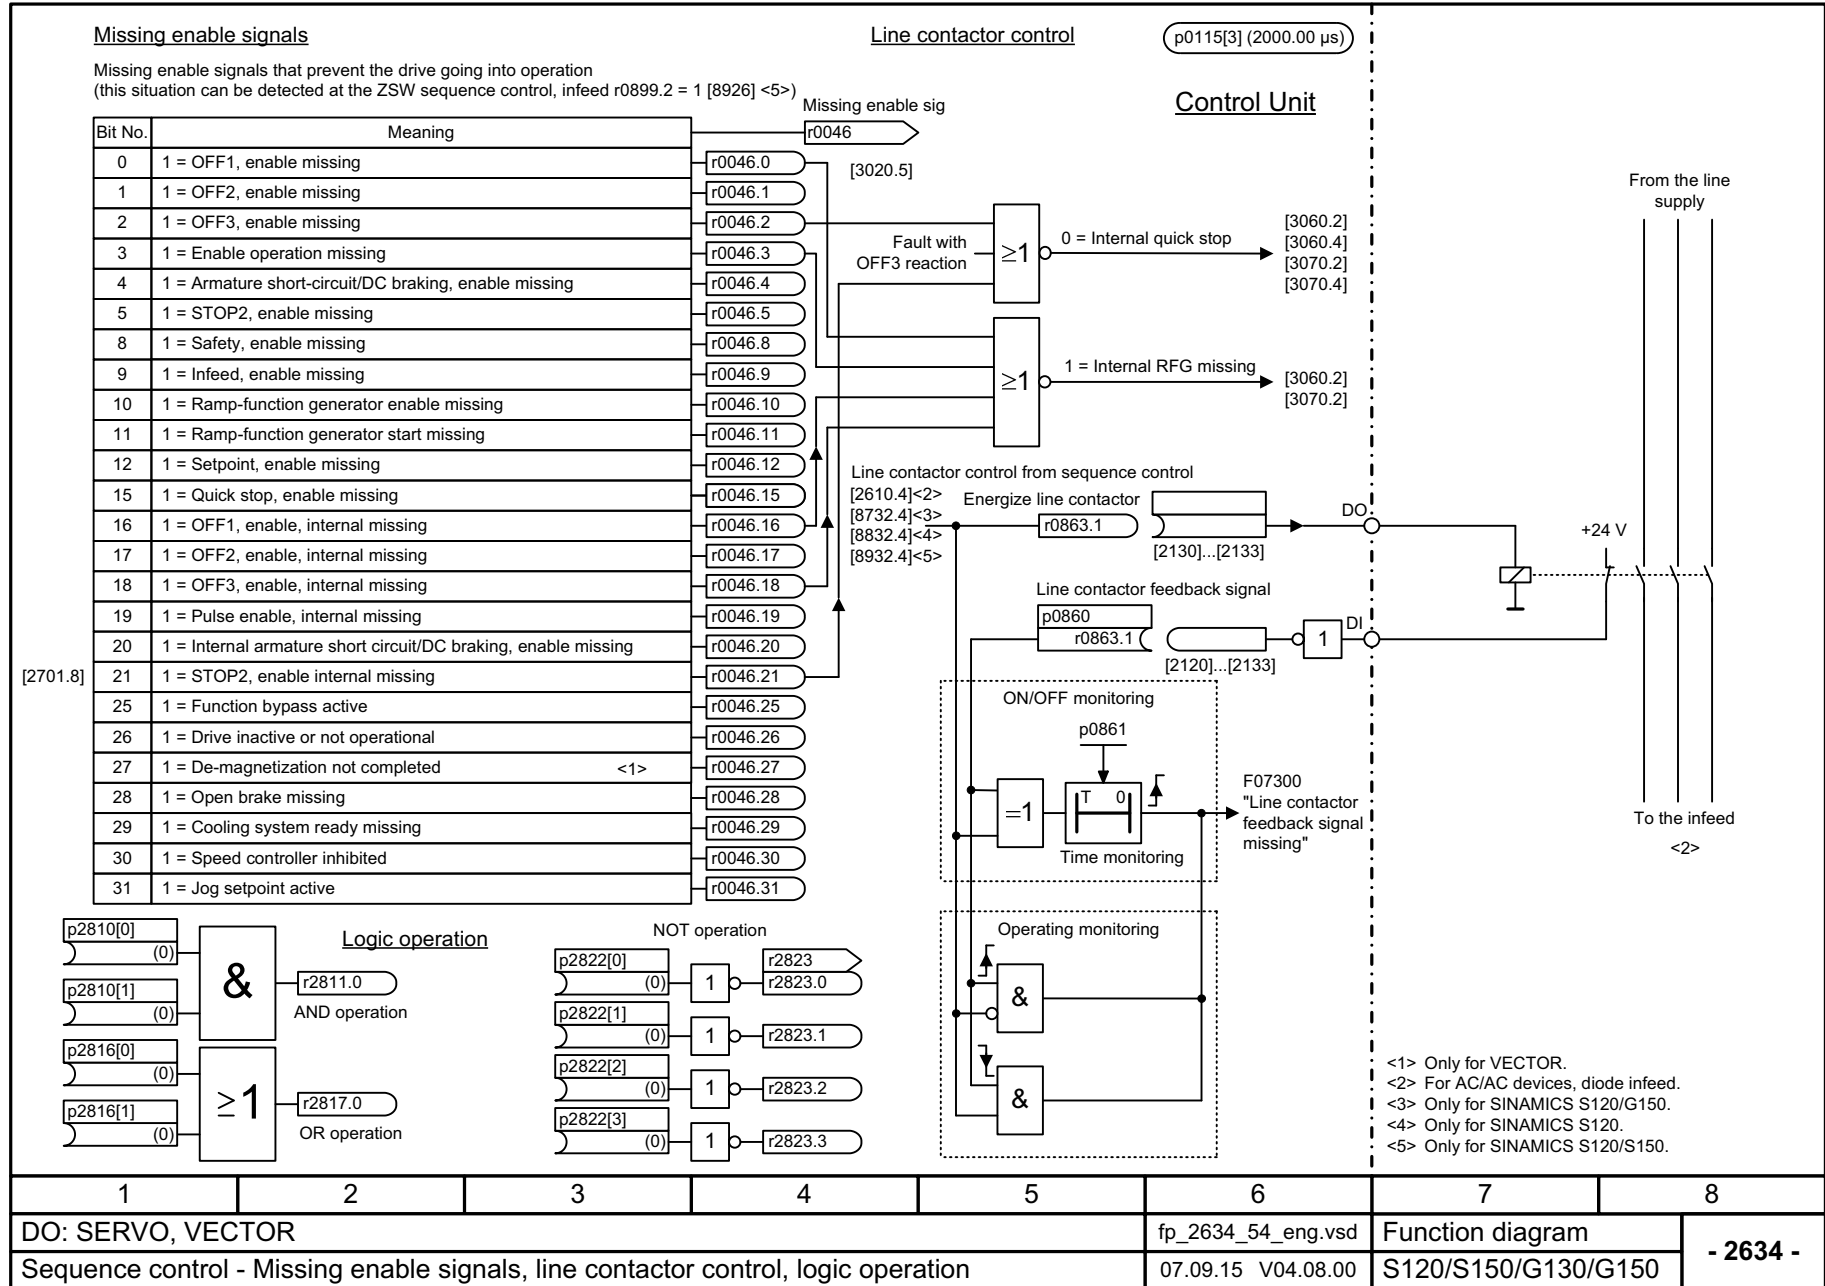 Missing enable signals
Line contactor control
p0115[3] (2000.00 µs)
Missing enable signals that prevent the drive going into operation
(this situation can be detected at the ZSW sequence control, infeed r0899.2 = 1 [8926] <5>)
Control Unit
Missing enable sig
Bit No. Meaning r0046
0 1 = OFF1, enable missing r0046.0
[3020.5]
1 1 = OFF2, enable missing r0046.1
2 1 = OFF3, enable missing r0046.2
3 1 = Enable operation missing r0046.3
4 1 = Armature short-circuit/DC braking, enable missing r0046.4
5 1 = STOP2, enable missing r0046.5
8 1 = Safety, enable missing r0046.8
9 1 = Infeed, enable missing r0046.9
10 1 = Ramp-function generator enable missing r0046.10
11 1 = Ramp-function generator start missing r0046.11
12 1 = Setpoint, enable missing r0046.12
15 1 = Quick stop, enable missing r0046.15
16 1 = OFF1, enable, internal missing r0046.16
17 1 = OFF2, enable, internal missing r0046.17
18 1 = OFF3, enable, internal missing r0046.18
19 1 = Pulse enable, internal missing r0046.19
20 1 = Internal armature short circuit/DC braking, enable missing r0046.20
[2701.8] 21 1 = STOP2, enable internal missing r0046.21
25 1 = Function bypass active r0046.25
26 1 = Drive inactive or not operational r0046.26
27 1 = De-magnetization not completed <1> r0046.27
28 1 = Open brake missing r0046.28
29 1 = Cooling system ready missing r0046.29
30 1 = Speed controller inhibited r0046.30
31 1 = Jog setpoint active r0046.31
Fault with
OFF3 reaction
≥1
0 = Internal quick stop
[3060.2]
[3060.4]
[3070.2]
[3070.4]
≥1
1 = Internal RFG missing
[3060.2]
[3070.2]
Line contactor control from sequence control
[2610.4]<2>
[8732.4]<3>
[8832.4]<4>
[8932.4]<5>
Energize line contactor
r0863.1
[2130]...[2133]
DO
Line contactor feedback signal
p0860
r0863.1
[2120]...[2133]
1
DI
From the line
supply
+24 V
To the infeed
<2>
ON/OFF monitoring
p0861
=1
T 0
Time monitoring
F07300
"Line contactor
feedback signal
missing"
Operating monitoring
&
&
p2810[0]
(0)
p2810[1]
(0)
&
r2811.0
AND operation
Logic operation
p2816[0]
(0)
p2816[1]
(0)
≥1
r2817.0
OR operation
NOT operation
p2822[0]
(0) 1 r2823
r2823.0
p2822[1]
(0) 1 r2823.1
p2822[2]
(0) 1 r2823.2
p2822[3]
(0) 1 r2823.3
<1> Only for VECTOR.
<2> For AC/AC devices, diode infeed.
<3> Only for SINAMICS S120/G150.
<4> Only for SINAMICS S120.
<5> Only for SINAMICS S120/S150.
1 2 3 4 5 6 7 8
DO: SERVO, VECTOR
fp_2634_54_eng.vsd
Function diagram
- 2634 -
Sequence control - Missing enable signals, line contactor control, logic operation
07.09.15 V04.08.00
S120/S150/G130/G150